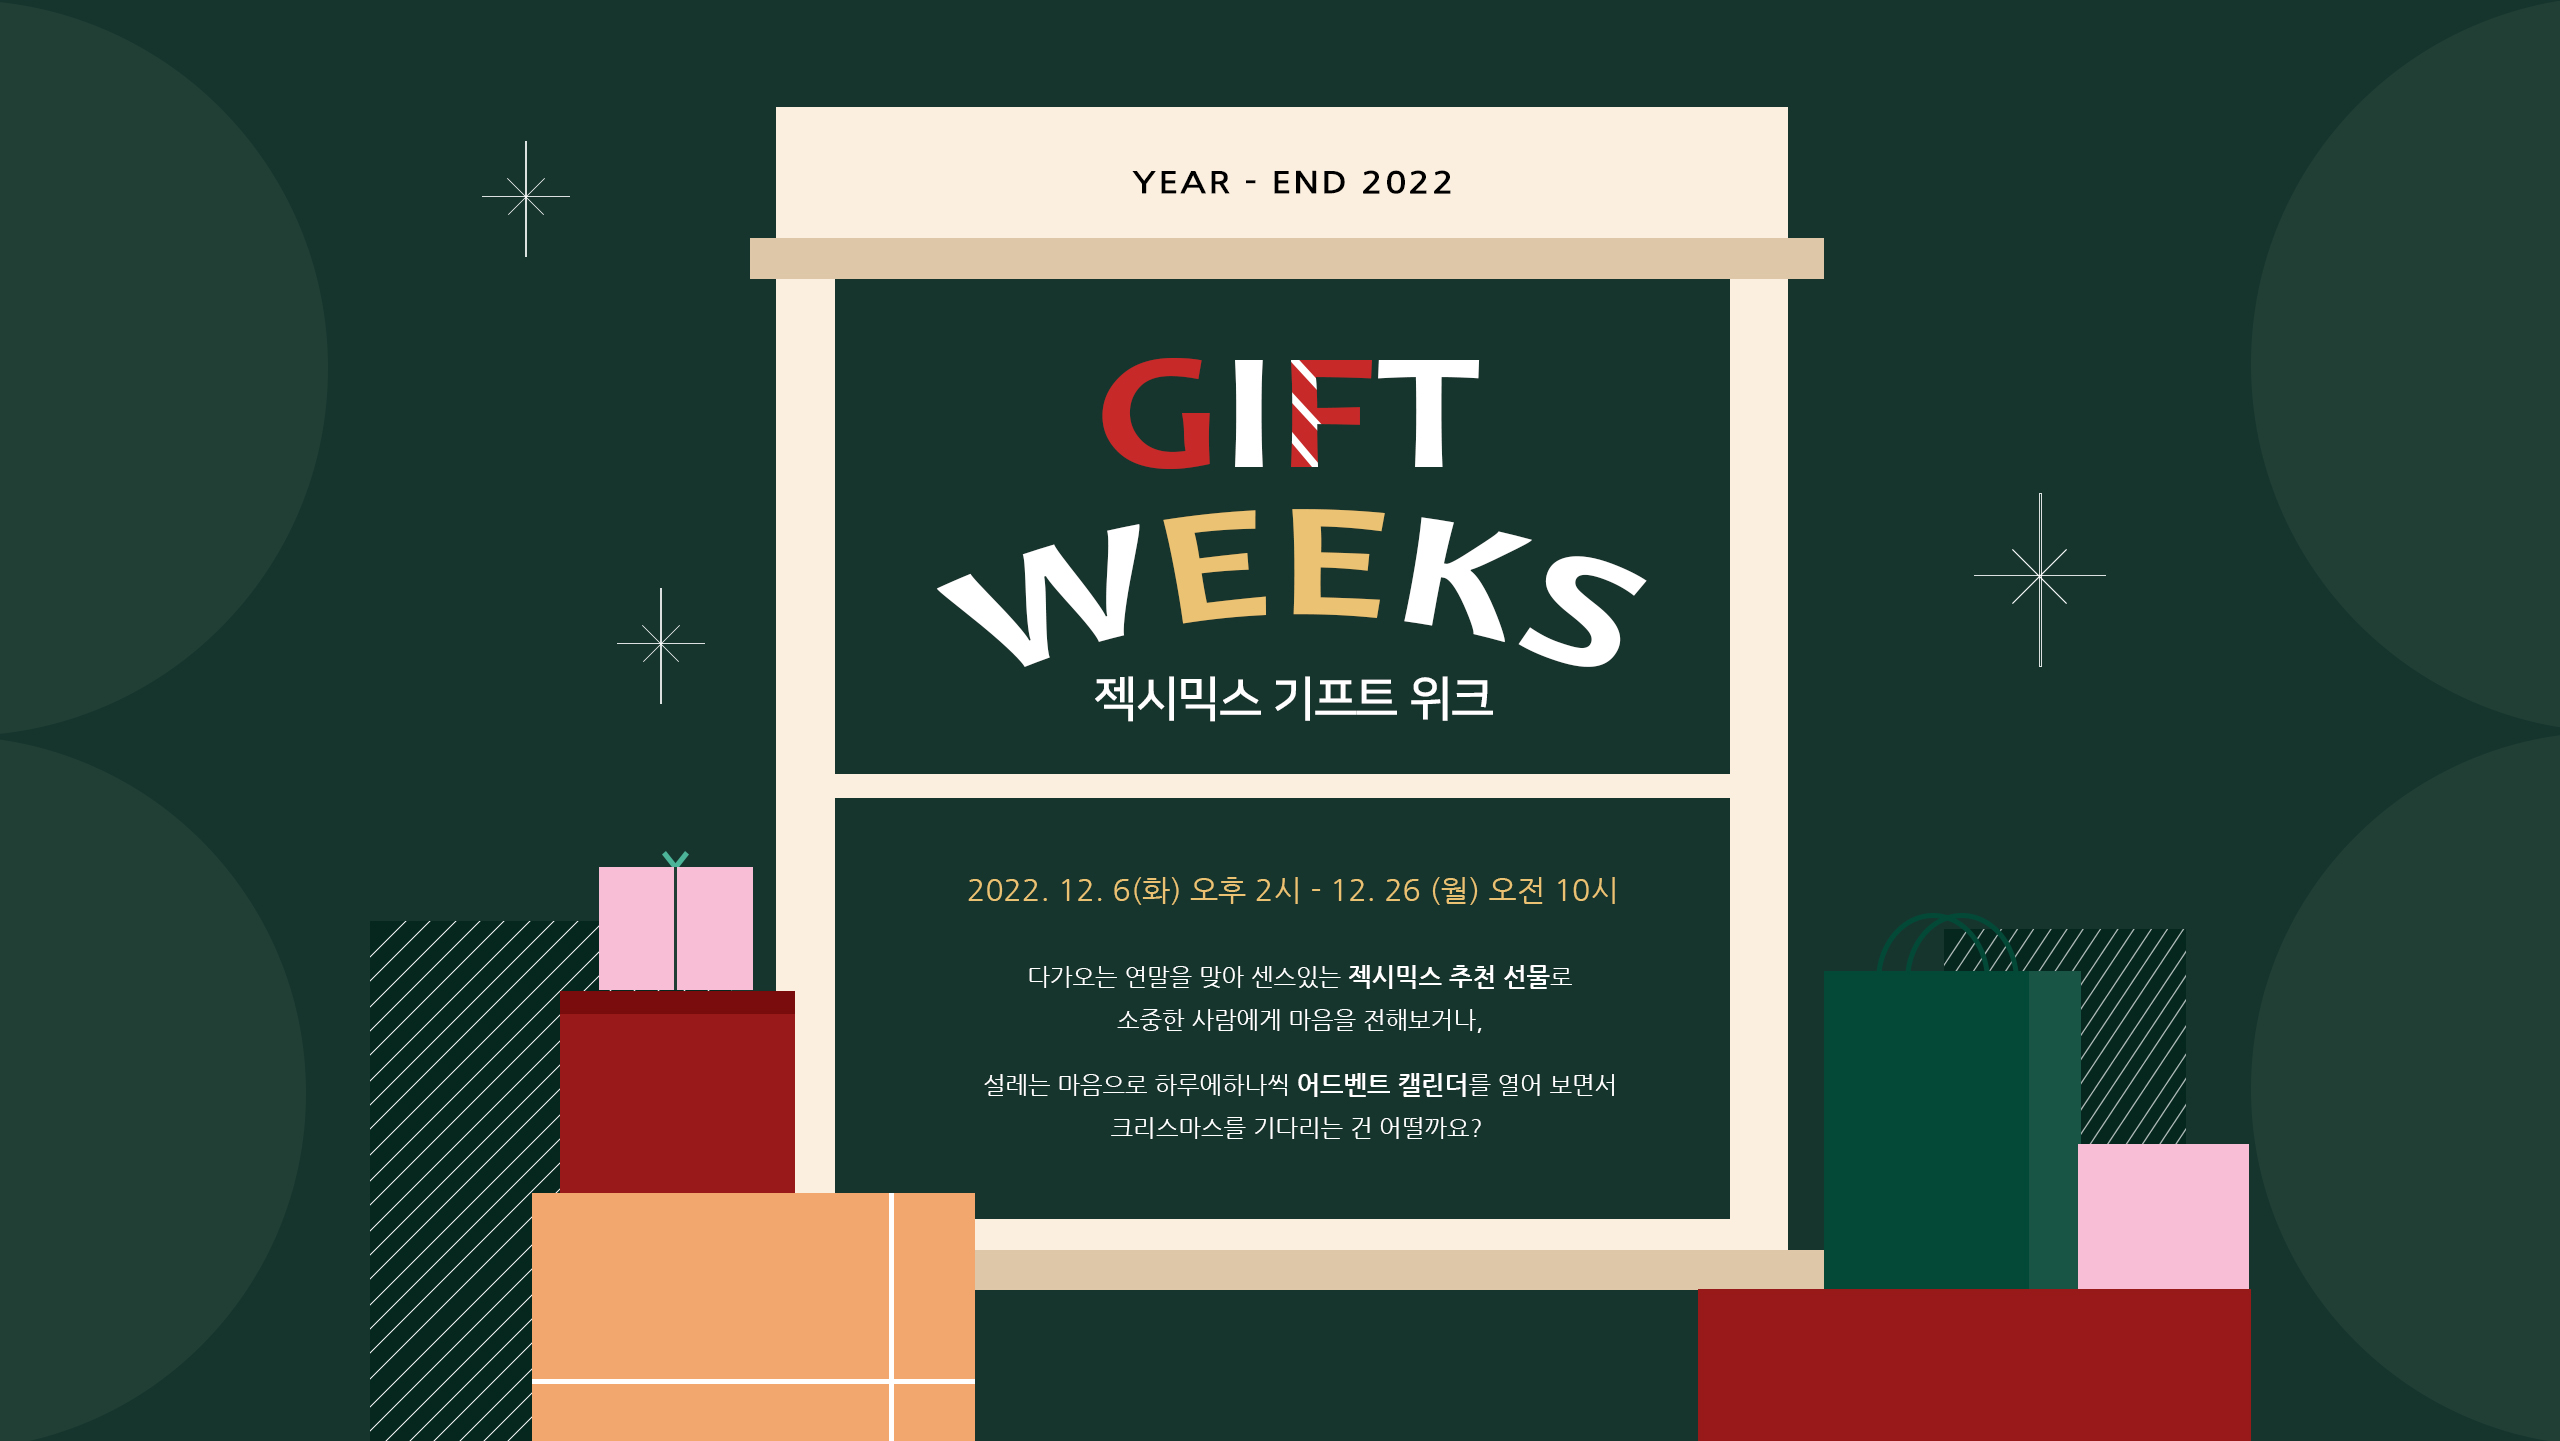 YEAR - END 2022
GIFT
WEEKS
젝시믹스 기프트 위크
2022. 12. 6(화) 오후 2시 - 12. 26 (월) 오전 10시
다가오는 연말을 맞아 센스있는 젝시믹스 추천 선물로
소중한 사람에게 마음을 전해보거나,
설레는 마음으로 하루에하나씩 어드벤트 캘린더를 열어 보면서
크리스마스를 기다리는 건 어떨까요?